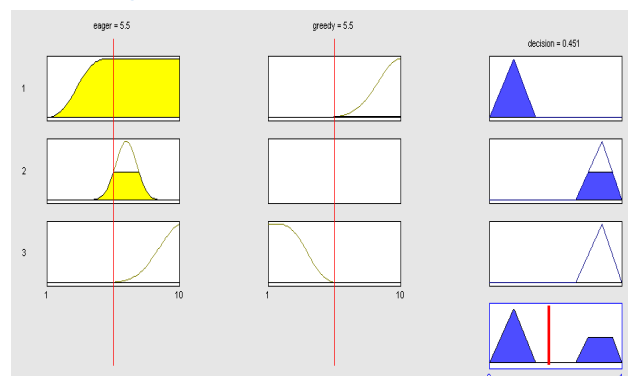 eager = 5.5 greedy = 5.5 decision = 0.451
1
2
3
1 10 1 10